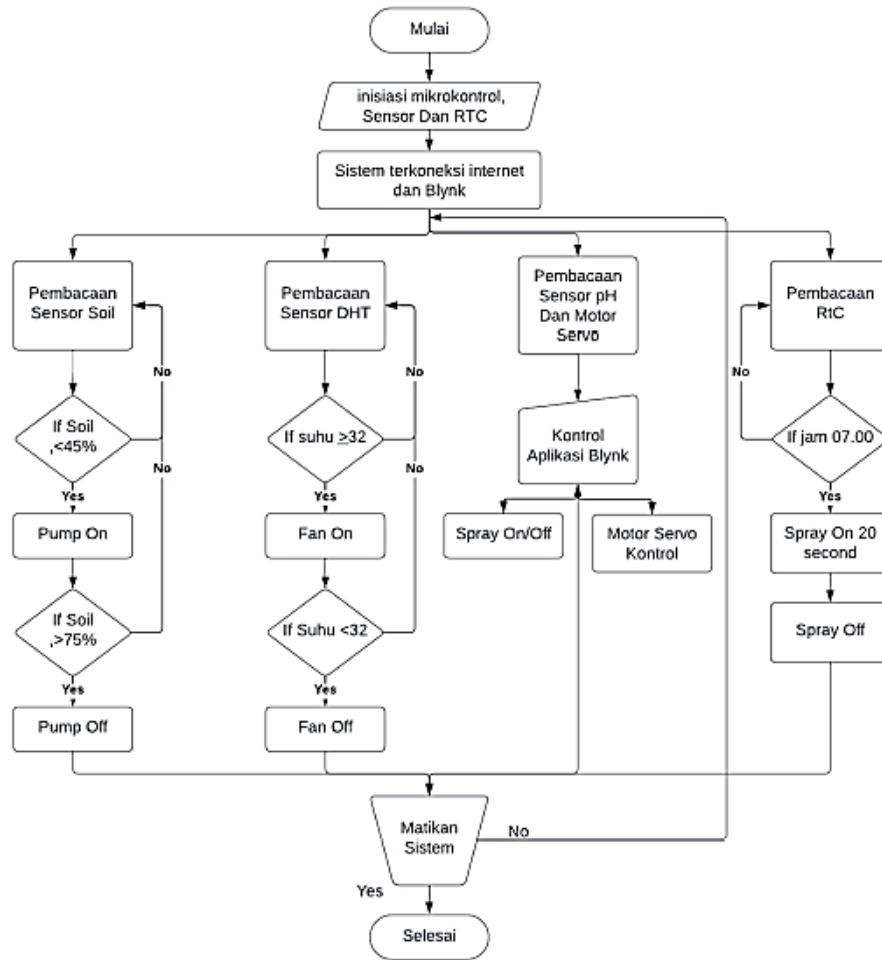 Mulai
inisiasi mikrokontrol,
Sensor Dan RTC
Sistem terkoneksi internet
dan Blynk
Pembacaan
Sensor Soil
No
If Soil
,<45%
No
Yes
Pump On
If Soil
,>75%
Yes
Pump Off
Pembacaan
Sensor DHT
No
If suhu ≥32
No
Yes
Fan On
If Suhu <32
Yes
Fan Off
Pembacaan
Sensor pH
Dan Motor
Servo
Kontrol
Aplikasi Blynk
Spray On/Off
Motor Servo
Kontrol
Pembacaan
RtC
No
If jam 07.00
Yes
Spray On 20
second
Spray Off
Matikan
Sistem
No
Yes
Selesai